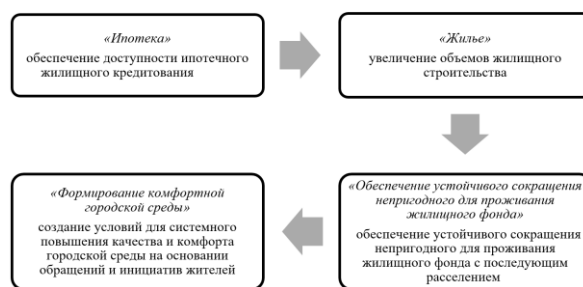 «Ипотека»
обеспечение доступности ипотечного
жилищного кредитования
«Жилье»
увеличение объемов жилищного
строительства
«Обеспечение устойчивого сокращения
непригодного для проживания
жилищного фонда»
обеспечение устойчивого сокращения
непригодного для проживания
жилищного фонда с последующим
расселением
«Формирование комфортной
городской среды»
создание условий для системного
повышения качества и комфорта
городской среды на основании
обращений и инициатив жителей